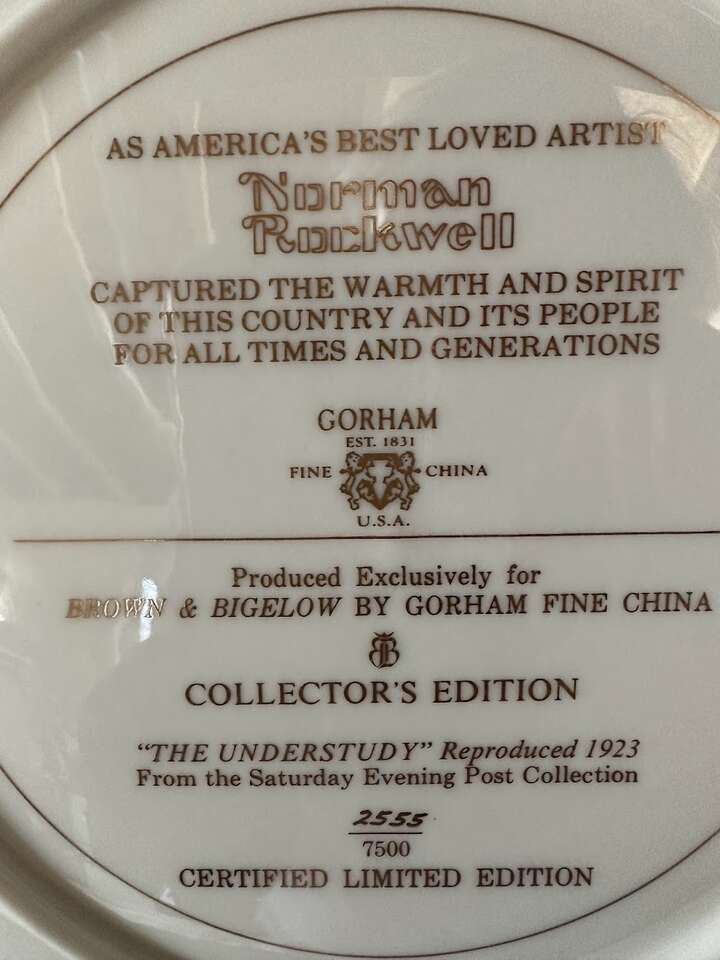 AS AMERICA'S BEST LOVED ARTIST
Norman
Rockwell
CAPTURED THE WARMTH AND SPIRIT
OF THIS COUNTRY AND ITS PEOPLE
FOR ALL TIMES AND GENERATIONS
GORHAM
EST. 1831
FINE CHINA
U.S.A.
Produced Exclusively for
BROWN & BIGELOW BY GORHAM FINE CHINA
BB
COLLECTOR'S EDITION
"THE UNDERSTUDY" Reproduced 1923
From the Saturday Evening Post Collection
2555
7500
CERTIFIED LIMITED EDITION